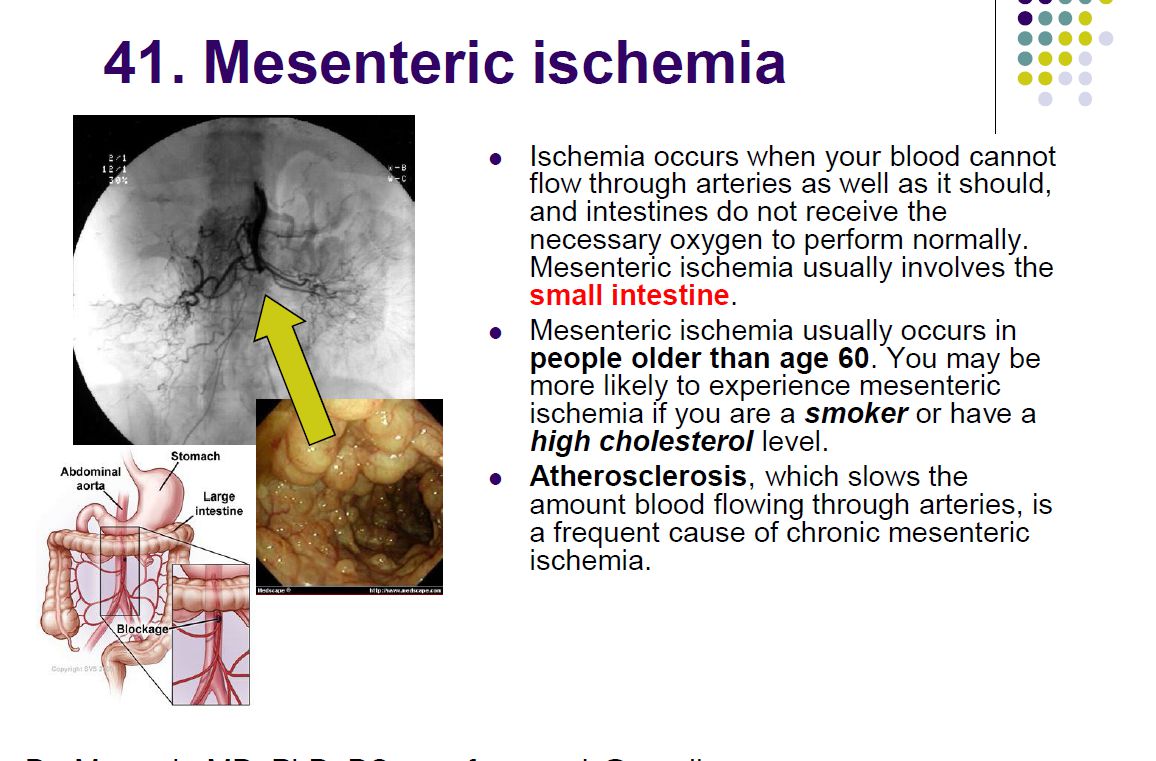 41. Mesenteric ischemia
2/1
12/1
30%
W-C
Ischemia occurs when your blood cannot
flow through arteries as well as it should,
and intestines do not receive the
necessary oxygen to perform normally.
Mesenteric ischemia usually involves the
small intestine.
Mesenteric ischemia usually occurs in
people older than age 60. You may be
more likely to experience mesenteric
ischemia if you are a smoker or have a
high cholesterol level.
Atherosclerosis, which slows the
amount blood flowing through arteries, is
a frequent cause of chronic mesenteric
ischemia.
Stomach
Abdominal
aorta
Large
intestine
Blockage
Copyright SVS
Medscape ® http://www.medscape.com